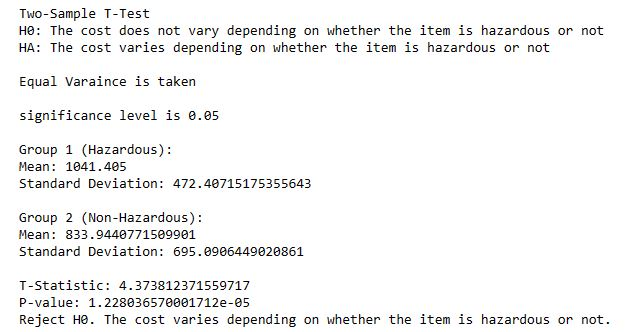 Two-Sample T-Test
H0: The cost does not vary depending on whether the item is hazardous or not
HA: The cost varies depending on whether the item is hazardous or not
Equal Varaince is taken
significance level is 0.05
Group 1 (Hazardous):
Mean: 1041.405
Standard Deviation: 472.40715175355643
Group 2 (Non-Hazardous):
Mean: 833.9440771509901
Standard Deviation: 695.0906449020861
T-Statistic: 4.373812371559717
P-value: 1.228036570001712e-05
Reject H0. The cost varies depending on whether the item is hazardous or not.